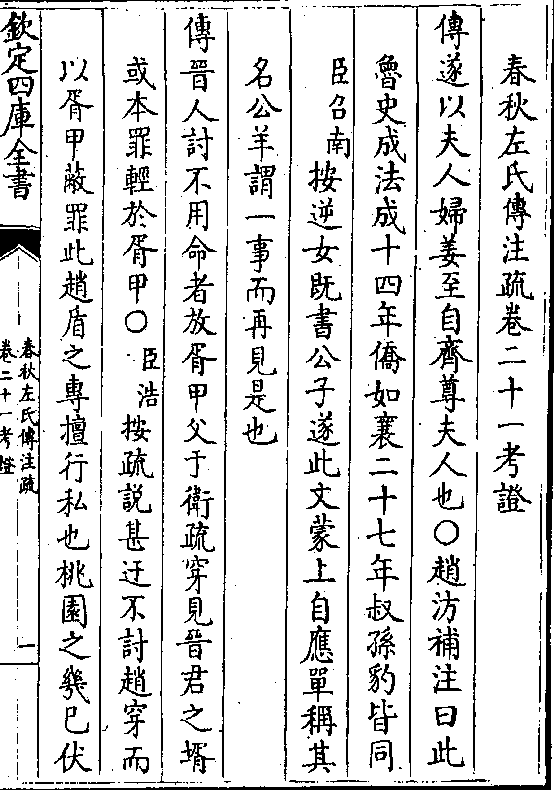 春秋左氏傳注疏卷二十一考證
傳遂以夫人婦姜至自齊尊夫人也〇趙汸補注曰此
魯史成法成十四年僑如襄二十七年叔孫豹皆同
臣召南按逆女既書公子遂此文蒙上自應單稱其
名公羊謂一事而再見是也
傳晉人討不用命者放胥甲父于衛疏穿見晉君之壻
或本罪輕於胥甲〇臣浩按疏說甚迂不討趙穿而
以胥甲蔽罪此趙盾之專擅行私也桃園之㡬已伏
欽定四庫全書
春秋左氏傳注疏
卷二十一考證
一